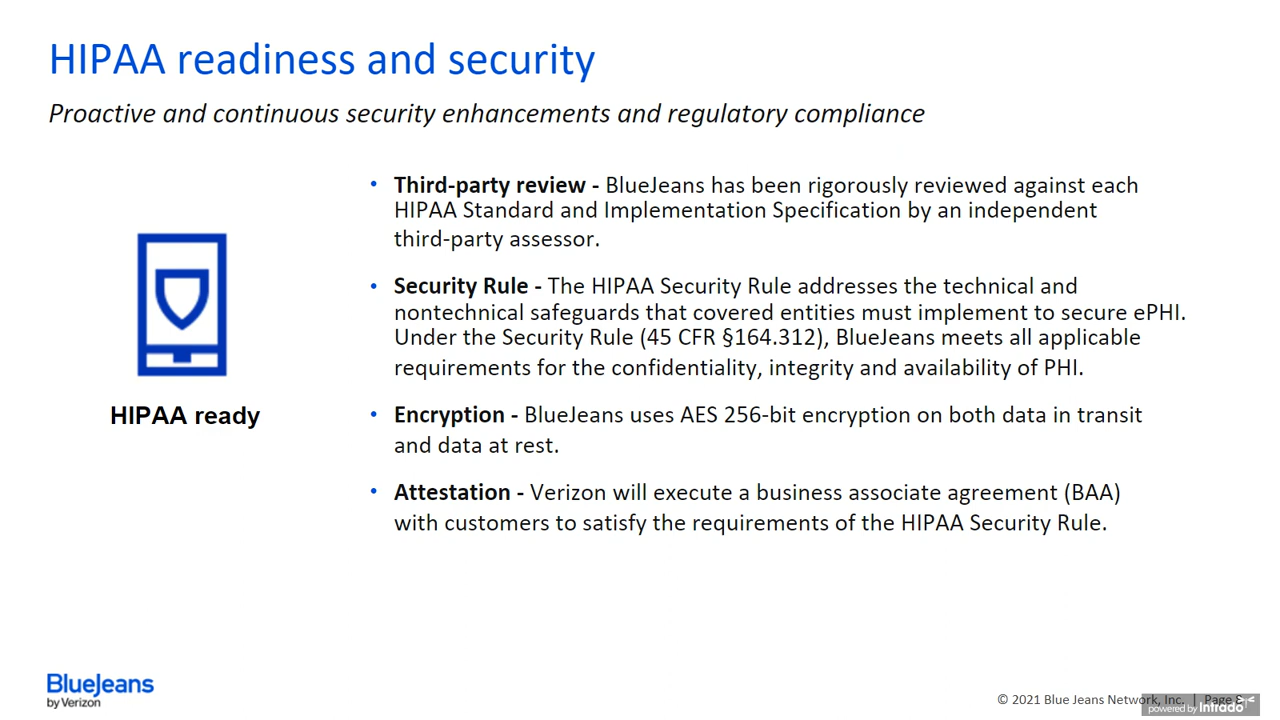 HIPAA readiness and security
Proactive and continuous security enhancements and regulatory compliance
• Third-party review - BlueJeans has been rigorously reviewed against each
HIPAA Standard and Implementation Specification by an independent
third-party assessor.
• Security Rule - The HIPAA Security Rule addresses the technical and
nontechnical safeguards that covered entities must implement to secure ePHI.
Under the Security Rule (45 CFR §164.312), BlueJeans meets all applicable
requirements for the confidentiality, integrity and availability of PHI.
HIPAA ready
• Encryption - BlueJeans uses AES 256-bit encryption on both data in transit
and data at rest.
• Attestation - Verizon will execute a business associate agreement (BAA)
with customers to satisfy the requirements of the HIPAA Security Rule.
BlueJeans
by Verizon
© 2021 Blue Jeans Network, Inc. | Page
powered by intrado